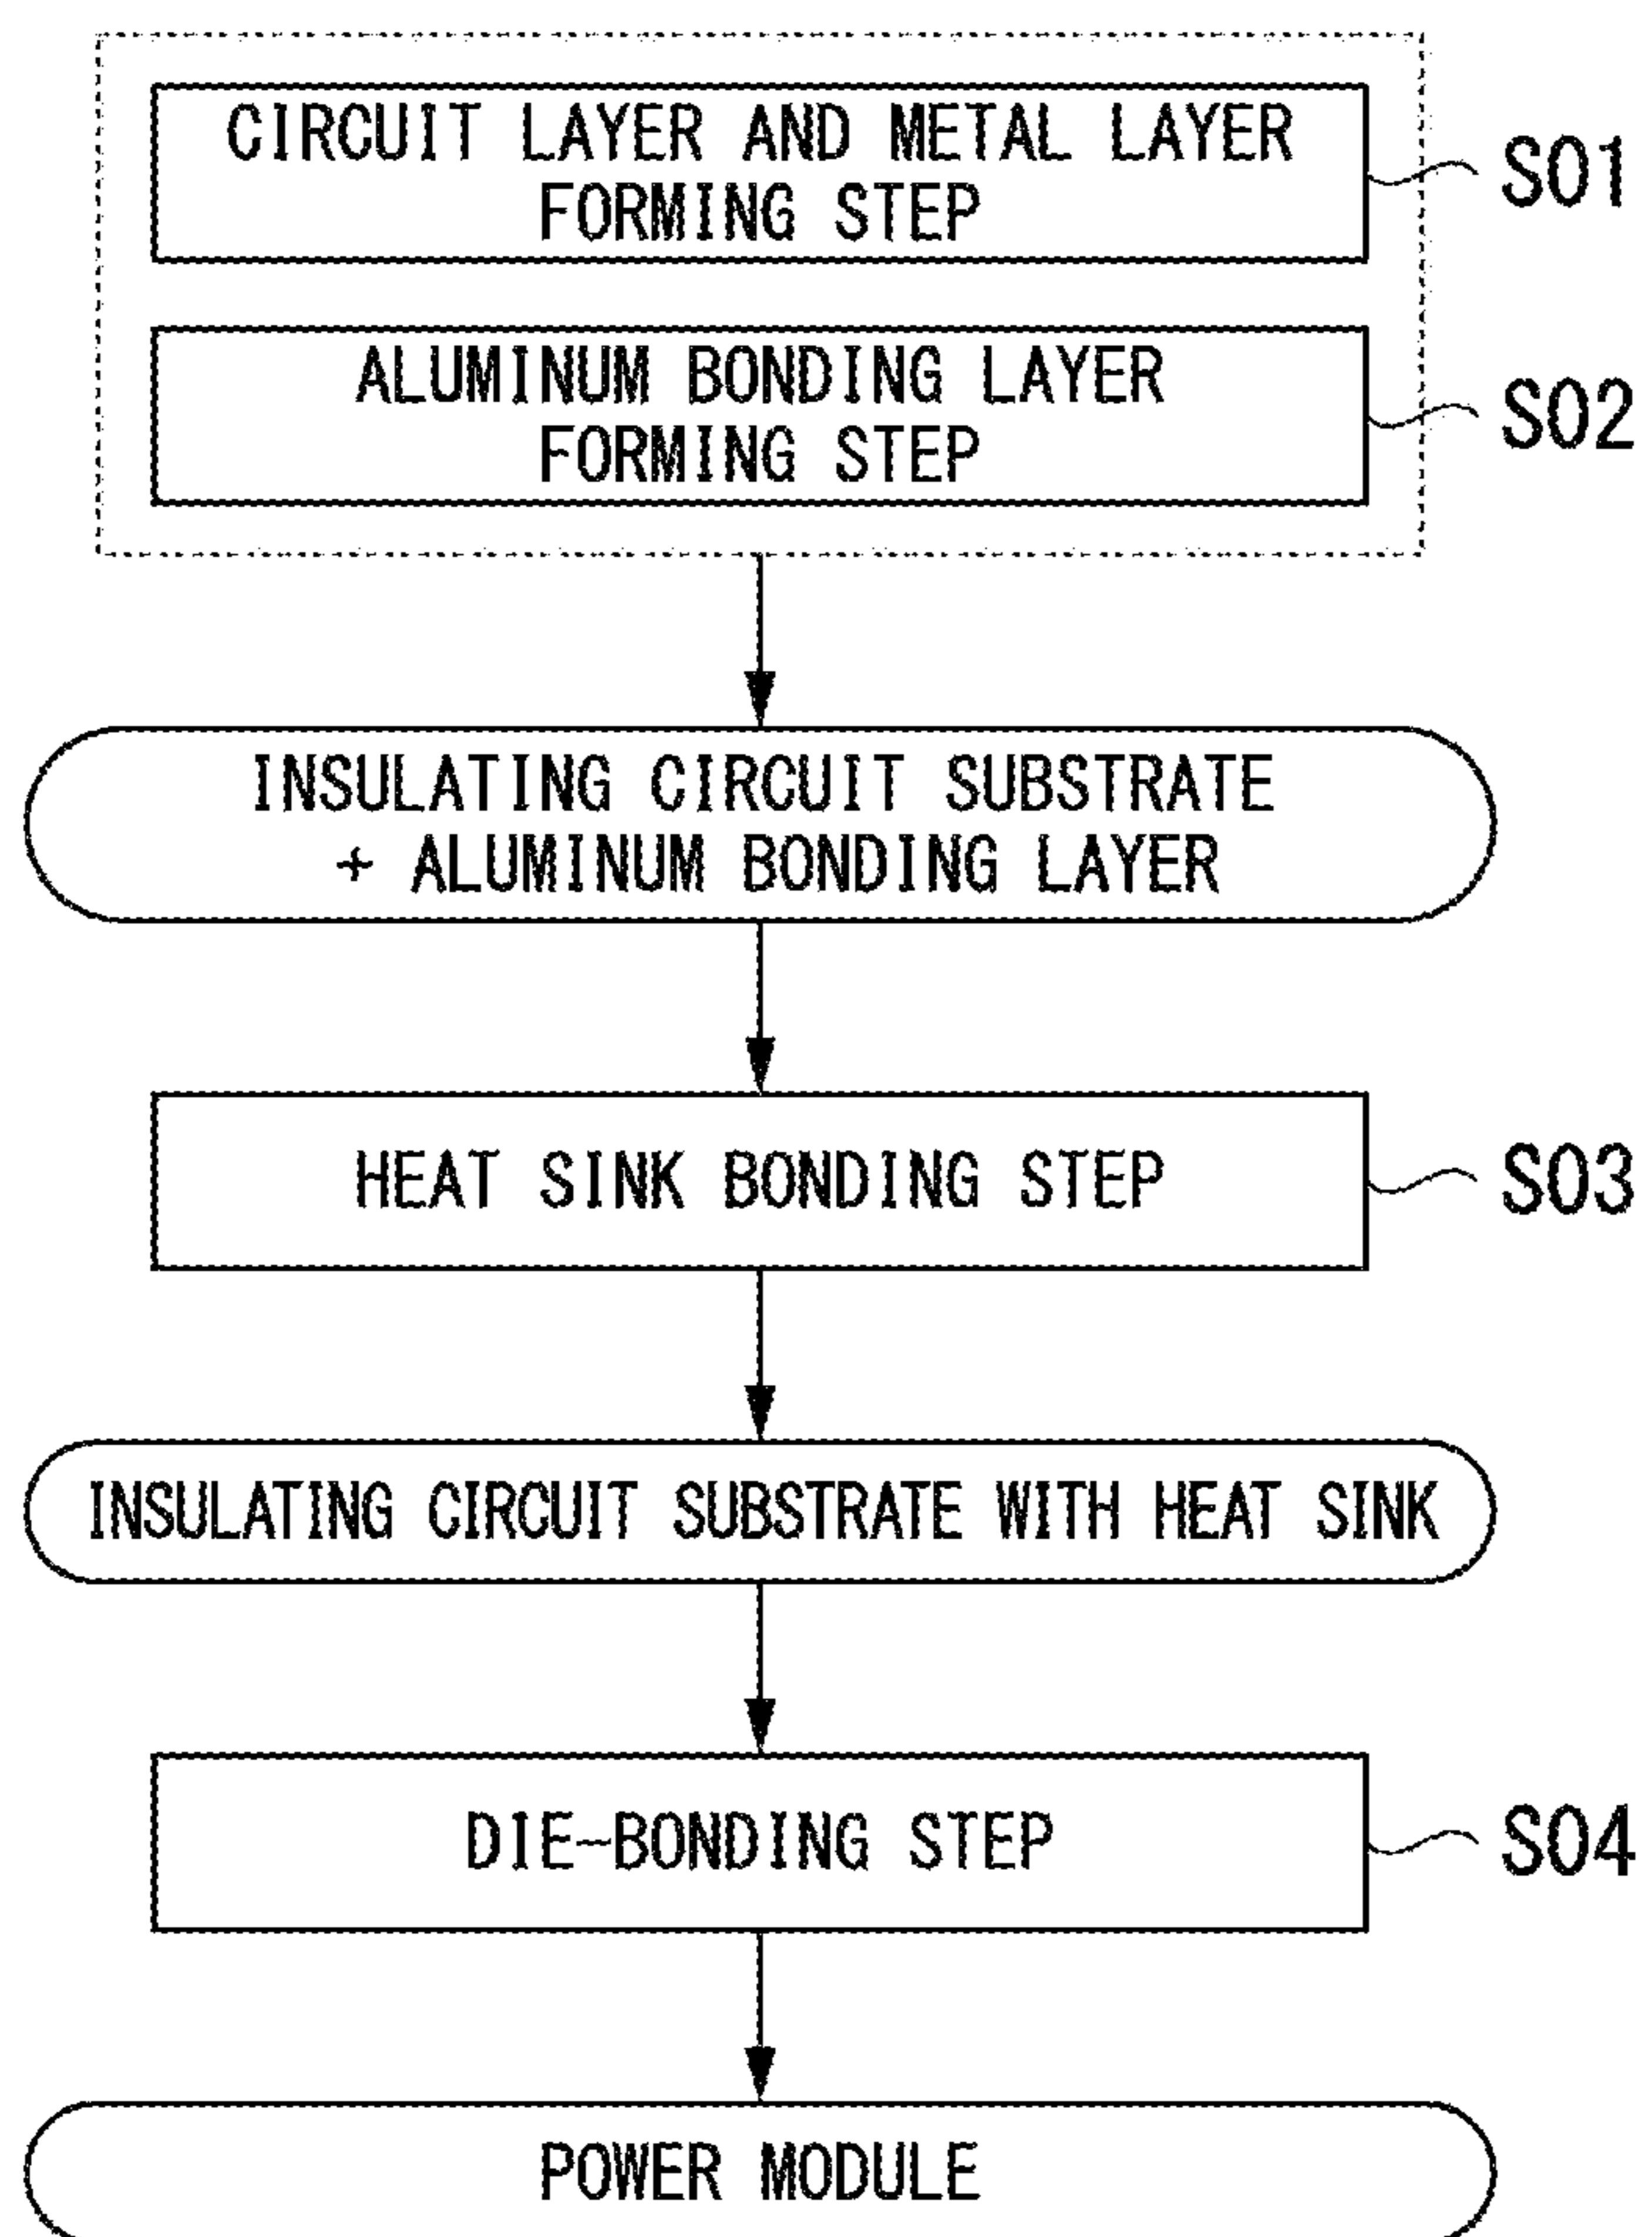 CIRCUIT LAYER AND METAL LAYER
FORMING STEP
S01
ALUMINUM BONDING LAYER
FORMING STEP
S02
INSULATING CIRCUIT SUBSTRATE
+ ALUMINUM BONDING LAYER
HEAT SINK BONDING STEP
S03
INSULATING CIRCUIT SUBSTRATE WITH HEAT SINK
DIE-BONDING STEP
S04
POWER MODULE